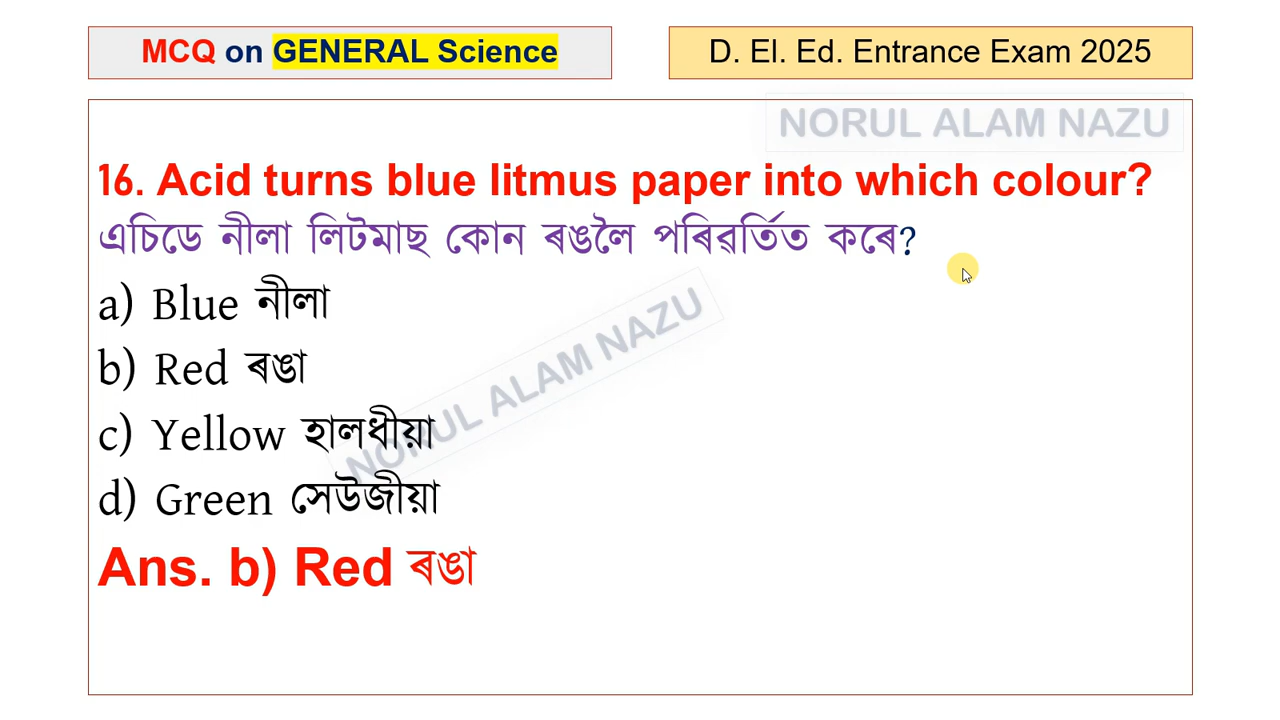 MCQ on GENERAL Science
D. El. Ed. Entrance Exam 2025
NORUL ALAM NAZU
16. Acid turns blue litmus paper into which colour?
এচিডে নীলা লিটমাছ কোন ৰঙলৈ পৰিৱৰ্তিত কৰে?
a) Blue নীলা
b) Red ৰঙা
NORUL ALAM NAZU
c) Yellow হালধীয়া
d) Green সেউজীয়া
Ans. b) Red ৰঙা